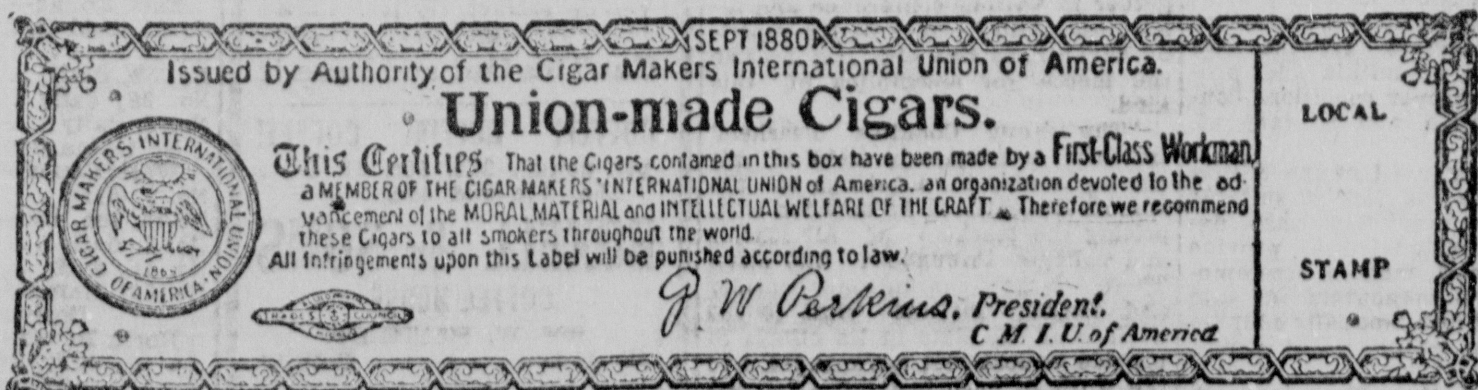 SEPT 1880
Issued by Authority of the Cigar Makers International Union of America.
Union-made Cigars.
This Certifies That the Cigars contained in this box have been made by a First-Class Workman,
a MEMBER OF THE CIGAR MAKERS 'INTERNATIONAL UNION of America, an organization devoted to the ad-
vancement of the MORAL, MATERIAL and INTELLECTUAL WELFARE OF THE CRAFT. Therefore we recommend
these Cigars to all smokers throughout the world.
All Infringements upon this Label will be punished according to law.
G W Perkins, President.
C M I U. of America
CIGAR MAKERS INTERNATIONAL UNION
OF AMERICA
TRADES & COUNCIL
LOCAL
STAMP